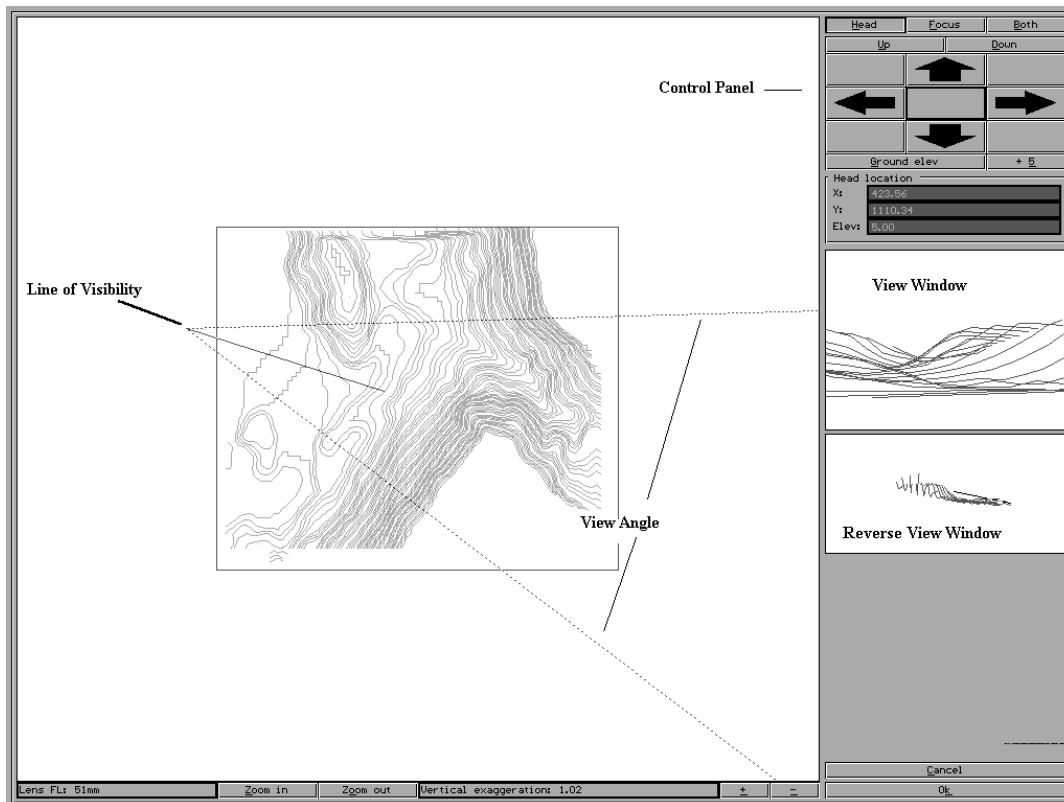 Head Focus Both
Up Down
Control Panel
Ground elev + 5
Head location
X: 423.56
Y: 1110.34
Elev: 5.00
View Window
Line of Visibility
View Angle
Reverse View Window
Cancel
Lens FL: 51mm Zoom in Zoom out Vertical exaggeration: 1.02 + - Ok